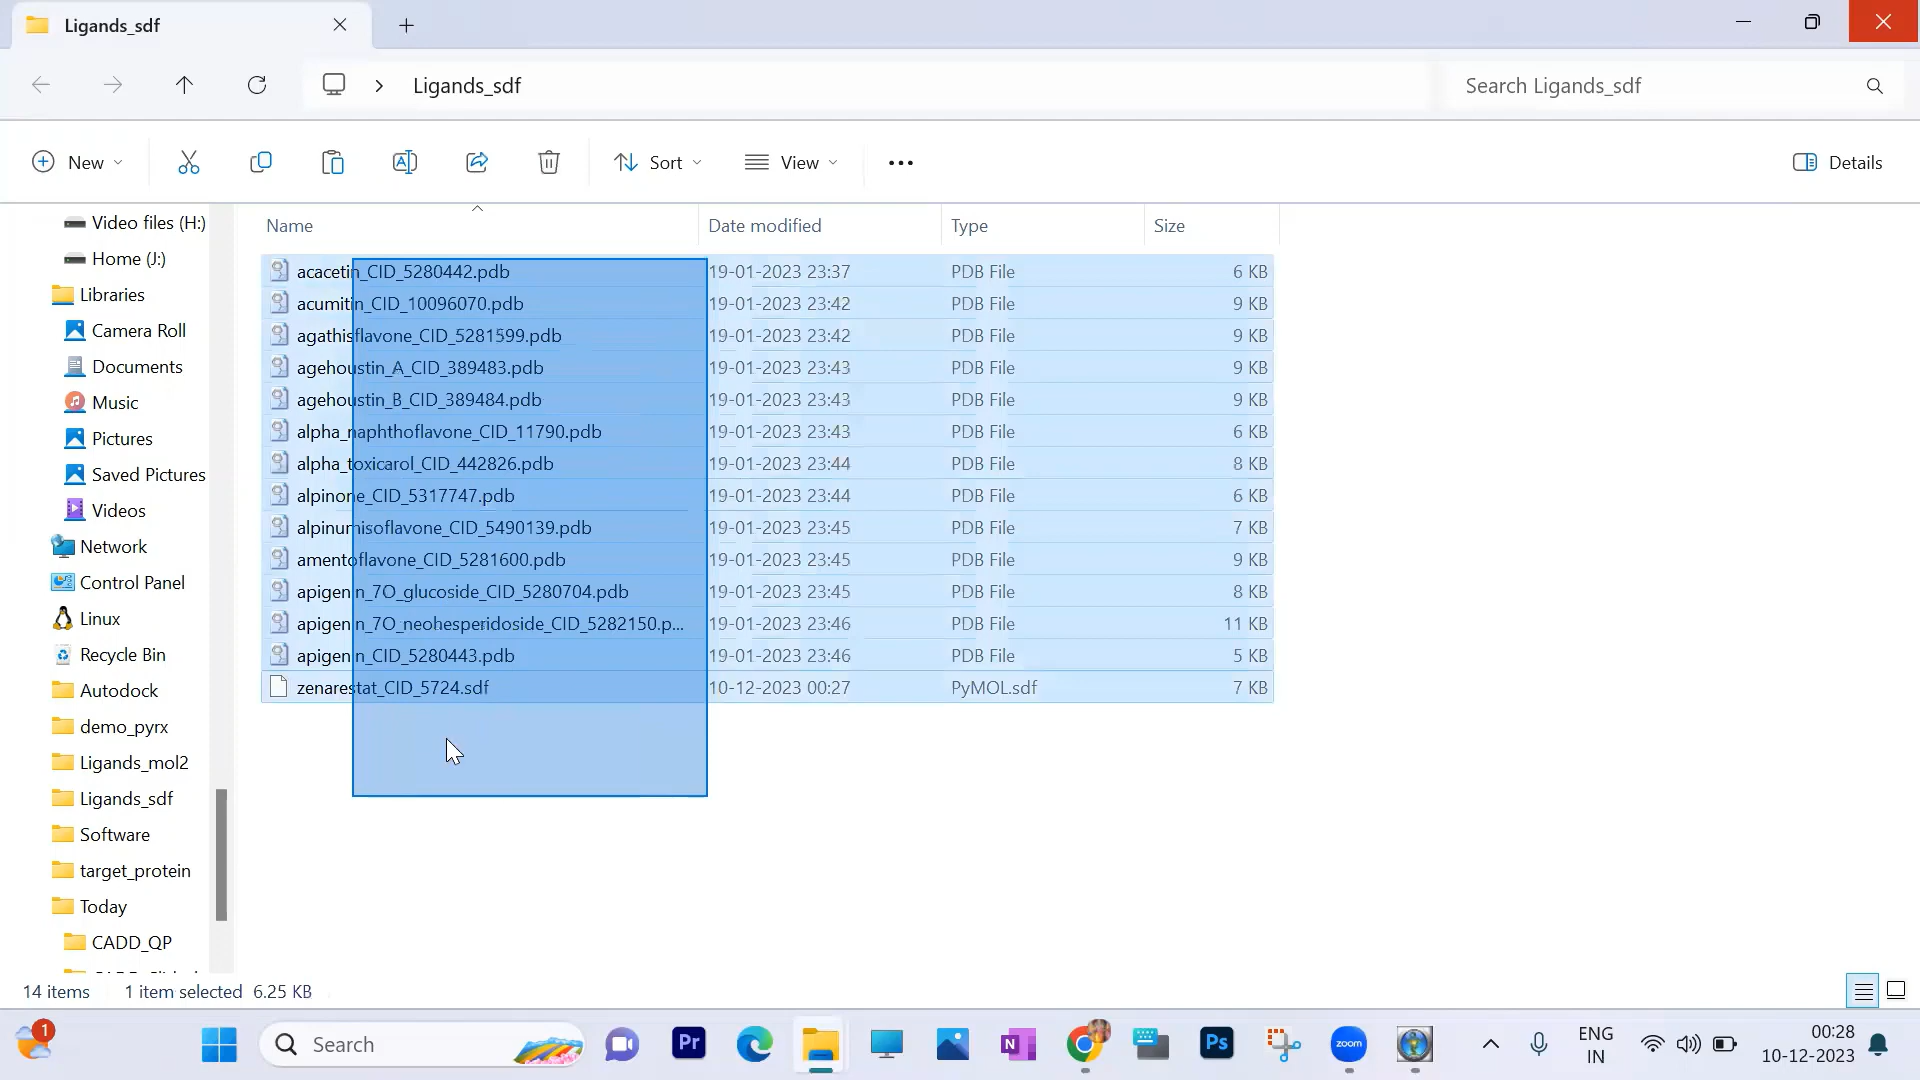 Ligands_sdf
Ligands_sdf
Search Ligands_sdf
New
Sort
View
Details
Video files (H:)
Home (J:)
Libraries
Camera Roll
Documents
Music
Pictures
Saved Pictures
Videos
Network
Control Panel
Linux
Recycle Bin
Autodock
demo_pyrx
Ligands_mol2
Ligands_sdf
Software
target_protein
Today
CADD_QP
Name Date modified Type Size
acacetin_CID_5280442.pdb 19-01-2023 23:37 PDB File 6 KB
acumitin_CID_10096070.pdb 19-01-2023 23:42 PDB File 9 KB
agathisflavone_CID_5281599.pdb 19-01-2023 23:42 PDB File 9 KB
agehoustin_A_CID_389483.pdb 19-01-2023 23:43 PDB File 9 KB
agehoustin_B_CID_389484.pdb 19-01-2023 23:43 PDB File 9 KB
alpha_naphthoflavone_CID_11790.pdb 19-01-2023 23:43 PDB File 6 KB
alpha_toxicarol_CID_442826.pdb 19-01-2023 23:44 PDB File 8 KB
alpinone_CID_5317747.pdb 19-01-2023 23:44 PDB File 6 KB
alpinumisoflavone_CID_5490139.pdb 19-01-2023 23:45 PDB File 7 KB
amentoflavone_CID_5281600.pdb 19-01-2023 23:45 PDB File 9 KB
apigenin_7O_glucoside_CID_5280704.pdb 19-01-2023 23:45 PDB File 8 KB
apigenin_7O_neohesperidoside_CID_5282150.p... 19-01-2023 23:46 PDB File 11 KB
apigenin_CID_5280443.pdb 19-01-2023 23:46 PDB File 5 KB
zenarestat_CID_5724.sdf 10-12-2023 00:27 PyMOL.sdf 7 KB
14 items 1 item selected 6.25 KB
1
Search
Pr
N
Ps
zoom
ENG
IN
00:28
10-12-2023